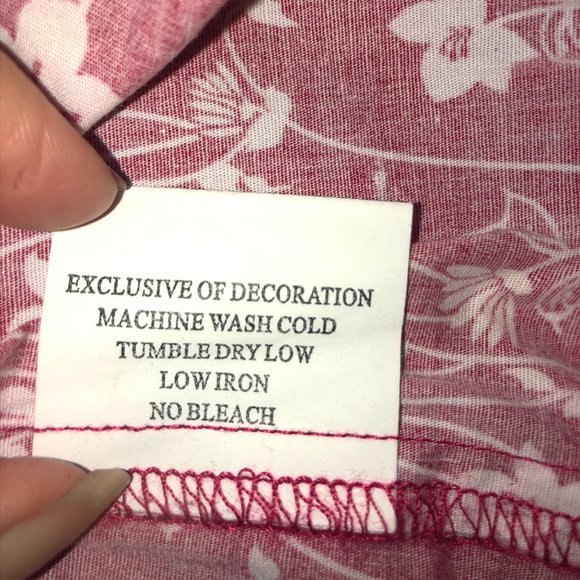 EXCLUSIVE OF DECORATION
MACHINE WASH COLD
TUMBLE DRY LOW
LOW IRON
NO BLEACH